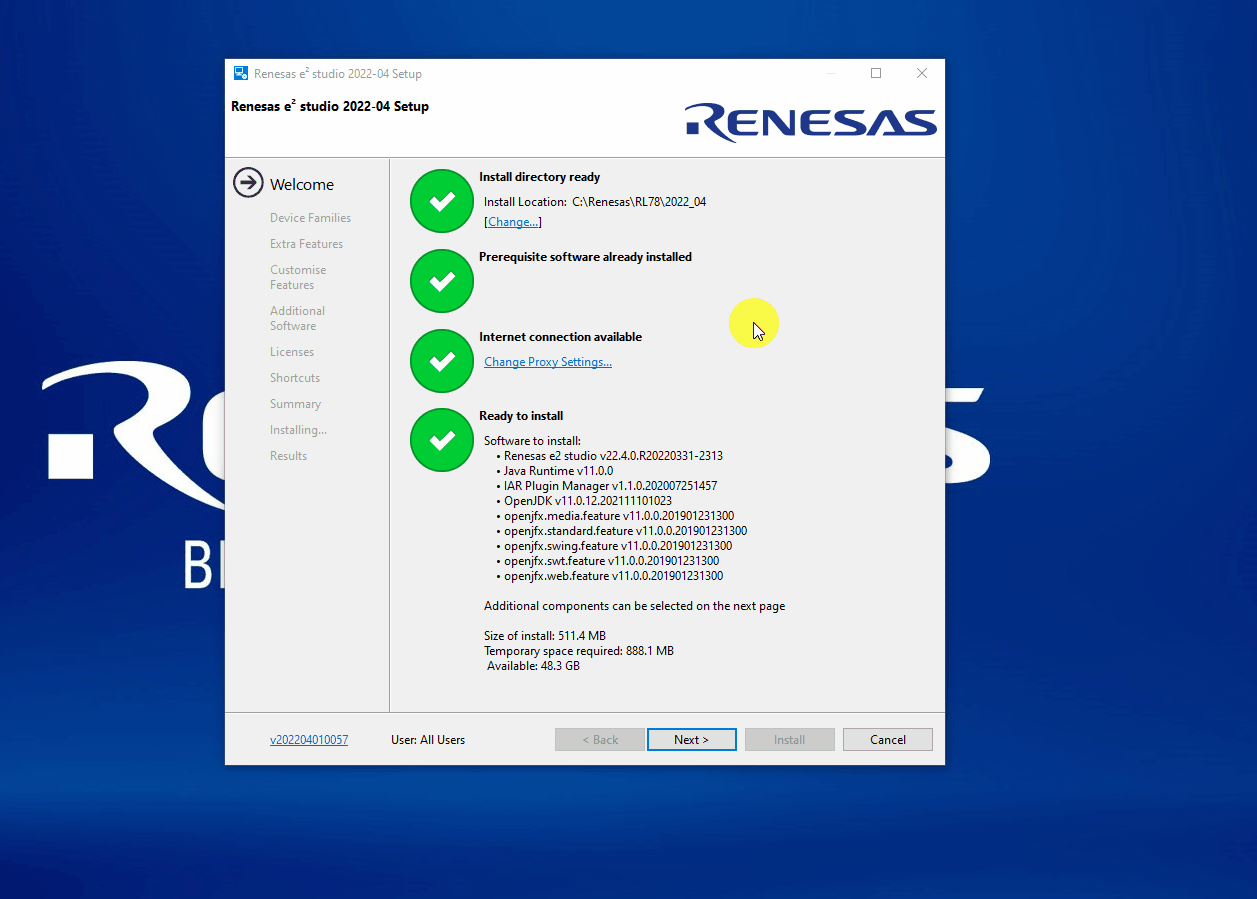 Renesas e² studio 2022-04 Setup
Renesas e² studio 2022-04 Setup
RENESAS
Welcome
Device Families
Extra Features
Customise
Features
Additional
Software
Licenses
Shortcuts
Summary
Installing...
Results
Install directory ready
Install Location: C:\Renesas\RL78\2022_04
[Change...]
Prerequisite software already installed
Internet connection available
Change Proxy Settings...
Ready to install
Software to install:
• Renesas e2 studio v22.4.0.R20220331-2313
• Java Runtime v11.0.0
• IAR Plugin Manager v1.1.0.202007251457
• OpenJDK v11.0.12.202111101023
• openjfx.media.feature v11.0.0.201901231300
• openjfx.standard.feature v11.0.0.201901231300
• openjfx.swing.feature v11.0.0.201901231300
• openjfx.swt.feature v11.0.0.201901231300
• openjfx.web.feature v11.0.0.201901231300
Additional components can be selected on the next page
Size of install: 511.4 MB
Temporary space required: 888.1 MB
Available: 48.3 GB
v202204010057
User: All Users
< Back
Next >
Install
Cancel